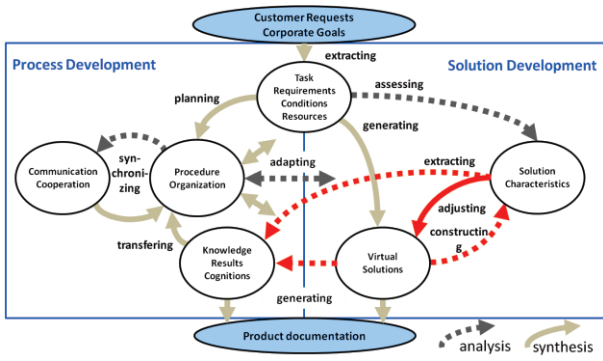 Customer Requests
Corporate Goals
Process Development
extracting
Solution Development
Task
Requirements
Conditions
Resources
assessing
planning
generating
Communication
Cooperation
syn-
chroni-
zing
Procedure
Organization
adapting
extracting
Solution
Characteristics
adjusting
constructin
g
transfering
Knowledge
Results
Cognitions
Virtual
Solutions
generating
Product documentation
analysis
synthesis